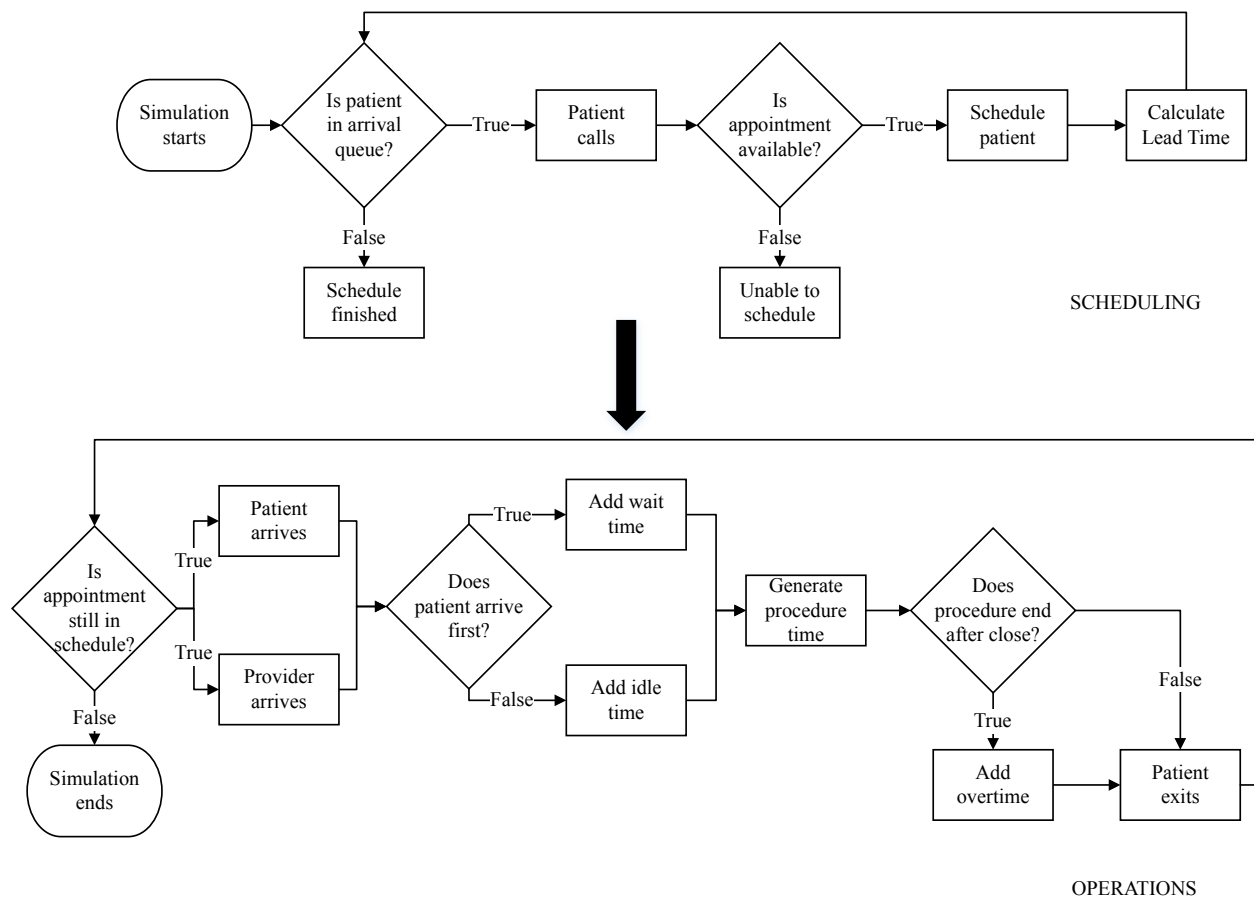 Simulation
starts
Is patient
in arrival
queue?
True
Patient
calls
Is
appointment
available?
True
Schedule
patient
Calculate
Lead Time
False
Schedule
finished
False
Unable to
schedule
SCHEDULING
Is
appointment
still in
schedule?
True
Patient
arrives
True
Provider
arrives
False
Simulation
ends
Does
patient arrive
first?
True
Add wait
time
False
Add idle
time
Generate
procedure
time
Does
procedure end
after close?
True
Add
overtime
False
Patient
exits
OPERATIONS